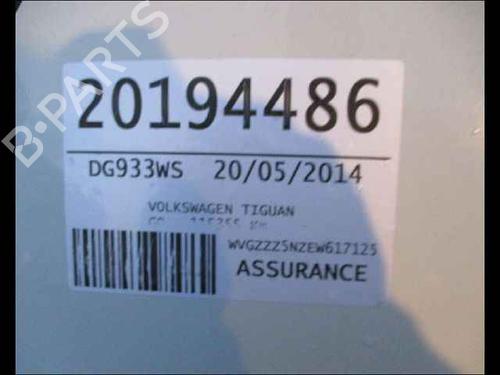 B-PARTS
20194486
DG933WS 20/05/2014
VOLKSWAGEN TIGUAN
WVGZZZ5NZEW617125
ASSURANCE